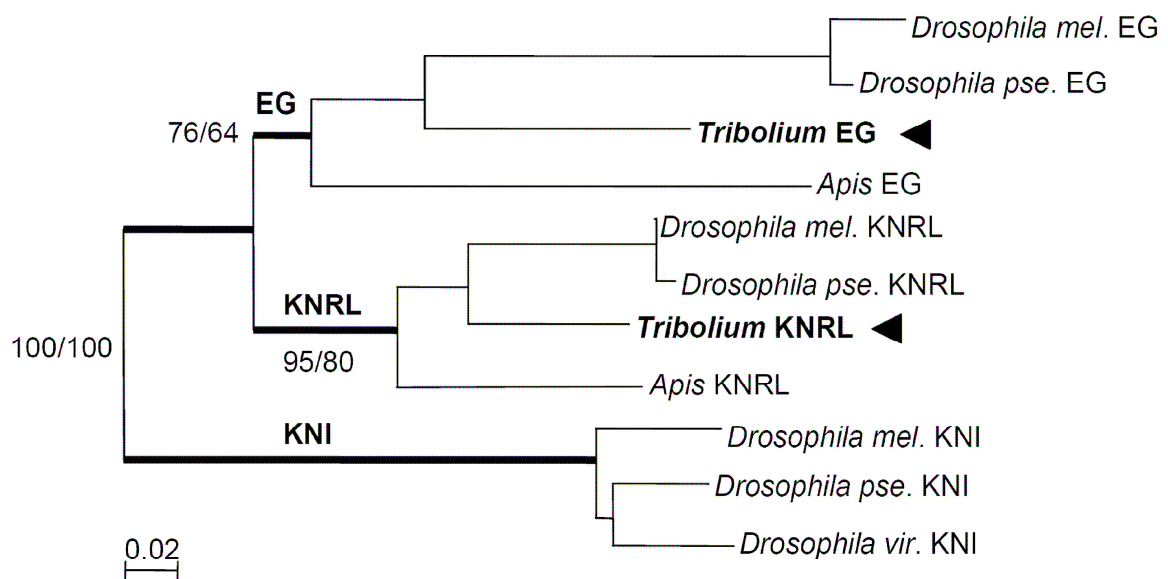 Drosophila mel. EG
Drosophila pse. EG
EG
76/64
Tribolium EG
Apis EG
Drosophila mel. KNRL
Drosophila pse. KNRL
KNRL
Tribolium KNRL
100/100
95/80
Apis KNRL
KNI
Drosophila mel. KNI
Drosophila pse. KNI
Drosophila vir. KNI
0.02